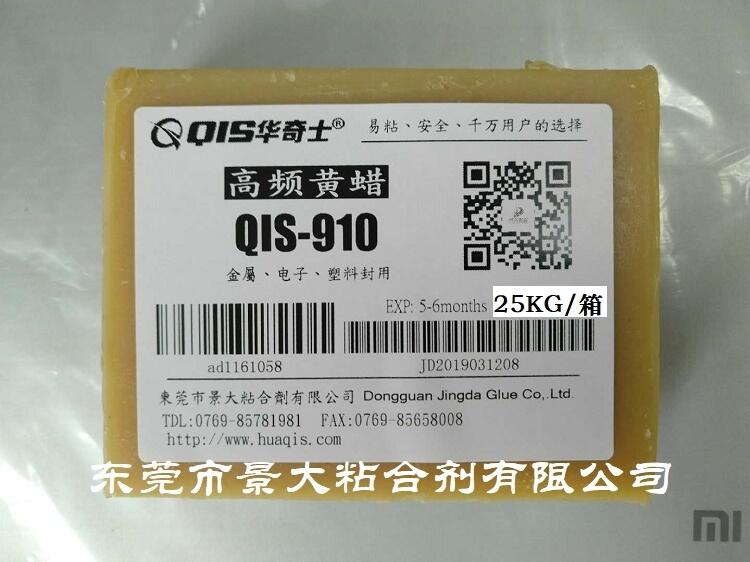 QIS华奇士®
易粘、安全、千万用户的选择
高频黄蜡
QIS-910
金屬、电子、塑料封用
EXP: 5-6months 25KG/箱
ad1161058
JD2019031208
東莞市景大粘合劑有限公司 Dongguan Jingda Glue Co,.Ltd.
TDL:0769-85781981 FAX:0769-85658008
http://www.huaqis.com
东莞市景大粘合剂有限公司
mi